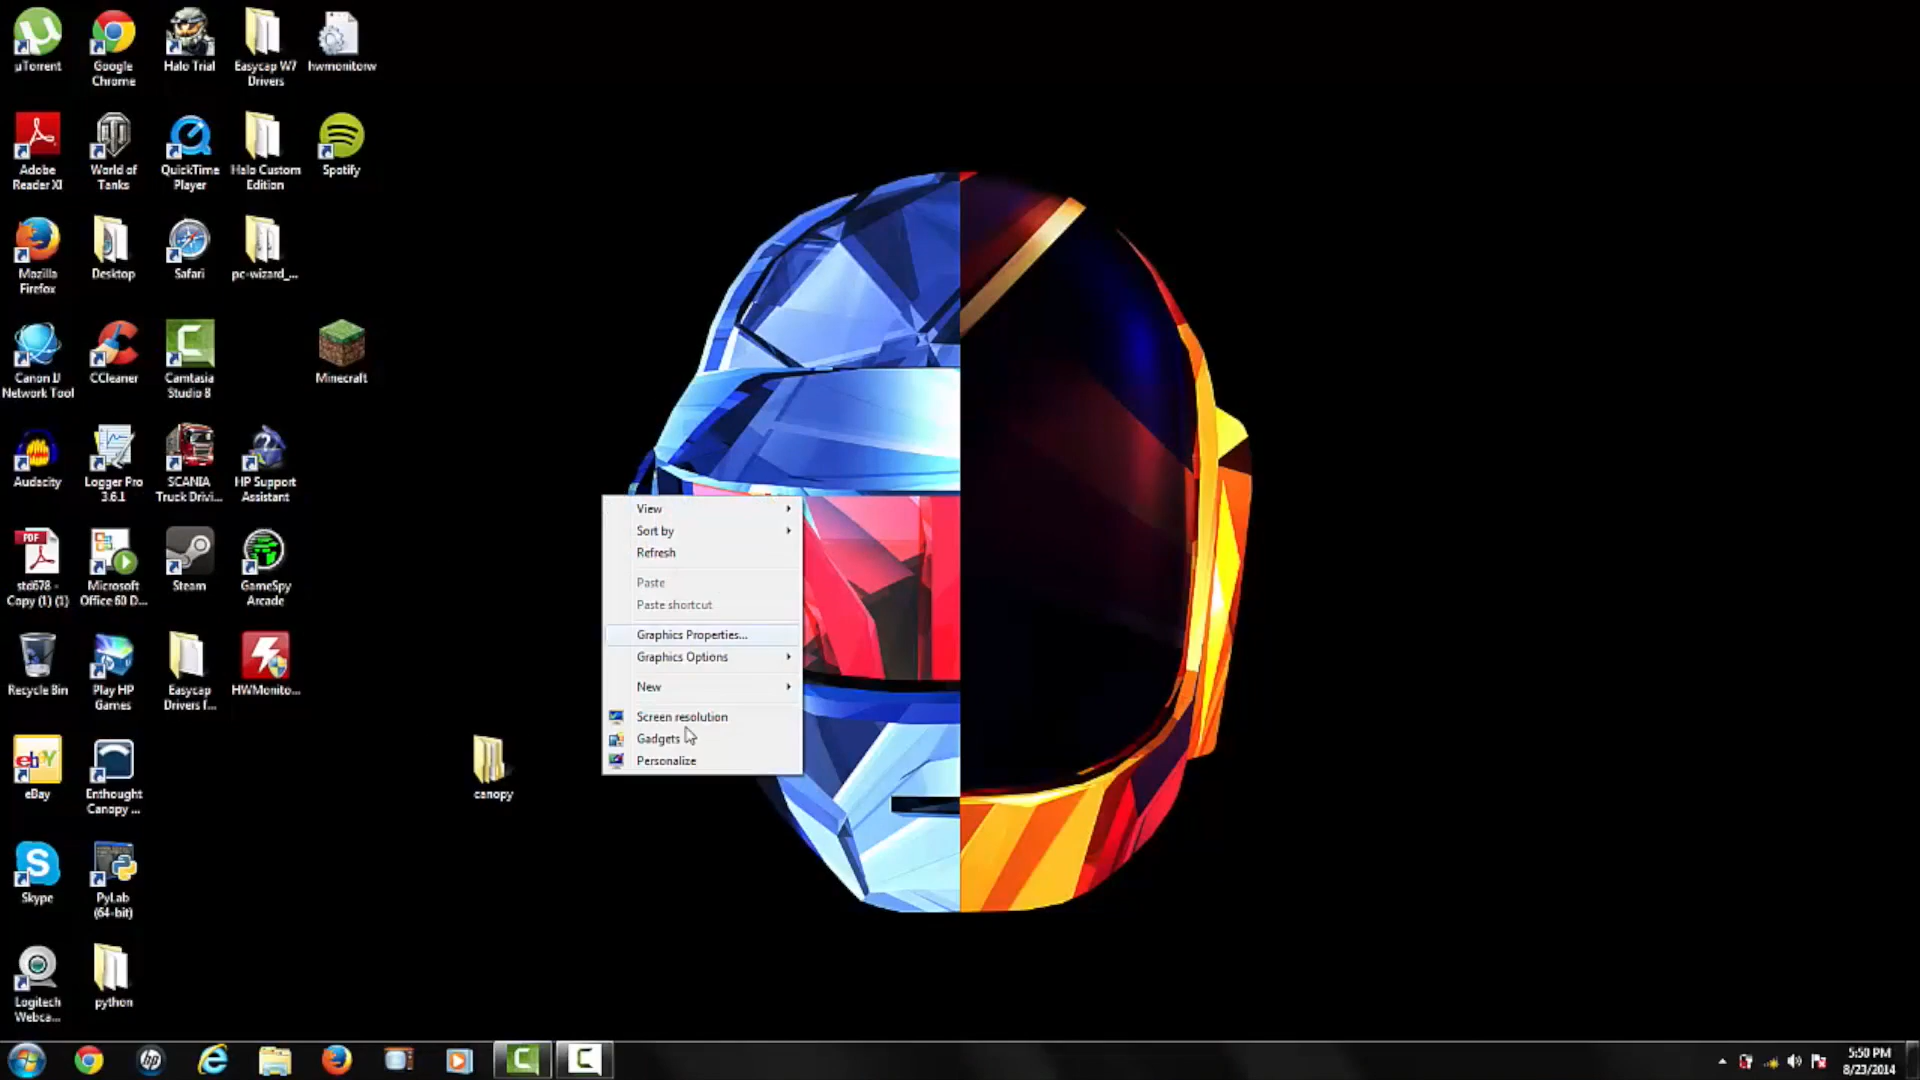 µTorrent
Google
Chrome
Halo Trial
Easycap W7
Drivers
hwmonitorw
Adobe
Reader XI
World of
Tanks
QuickTime
Player
Halo Custom
Edition
Spotify
Mozilla
Firefox
Desktop
Safari
pc-wizard_...
Canon IJ
Network Tool
CCleaner
Camtasia
Studio 8
Minecraft
Audacity
Logger Pro
3.6.1
SCANIA
Truck Drivi...
HP Support
Assistant
PDF
std678 -
Copy (1) (1)
Microsoft
Office 60 D...
Steam
GameSpy
Arcade
Recycle Bin
Play HP
Games
Easycap
Drivers f...
HWMonito...
eBay
Enthought
Canopy ...
canopy
Skype
PyLab
(64-bit)
Logitech
Webca...
python
View
Sort by
Refresh
Paste
Paste shortcut
Graphics Properties...
Graphics Options
New
Screen resolution
Gadgets
Personalize
5:50 PM
8/23/2014